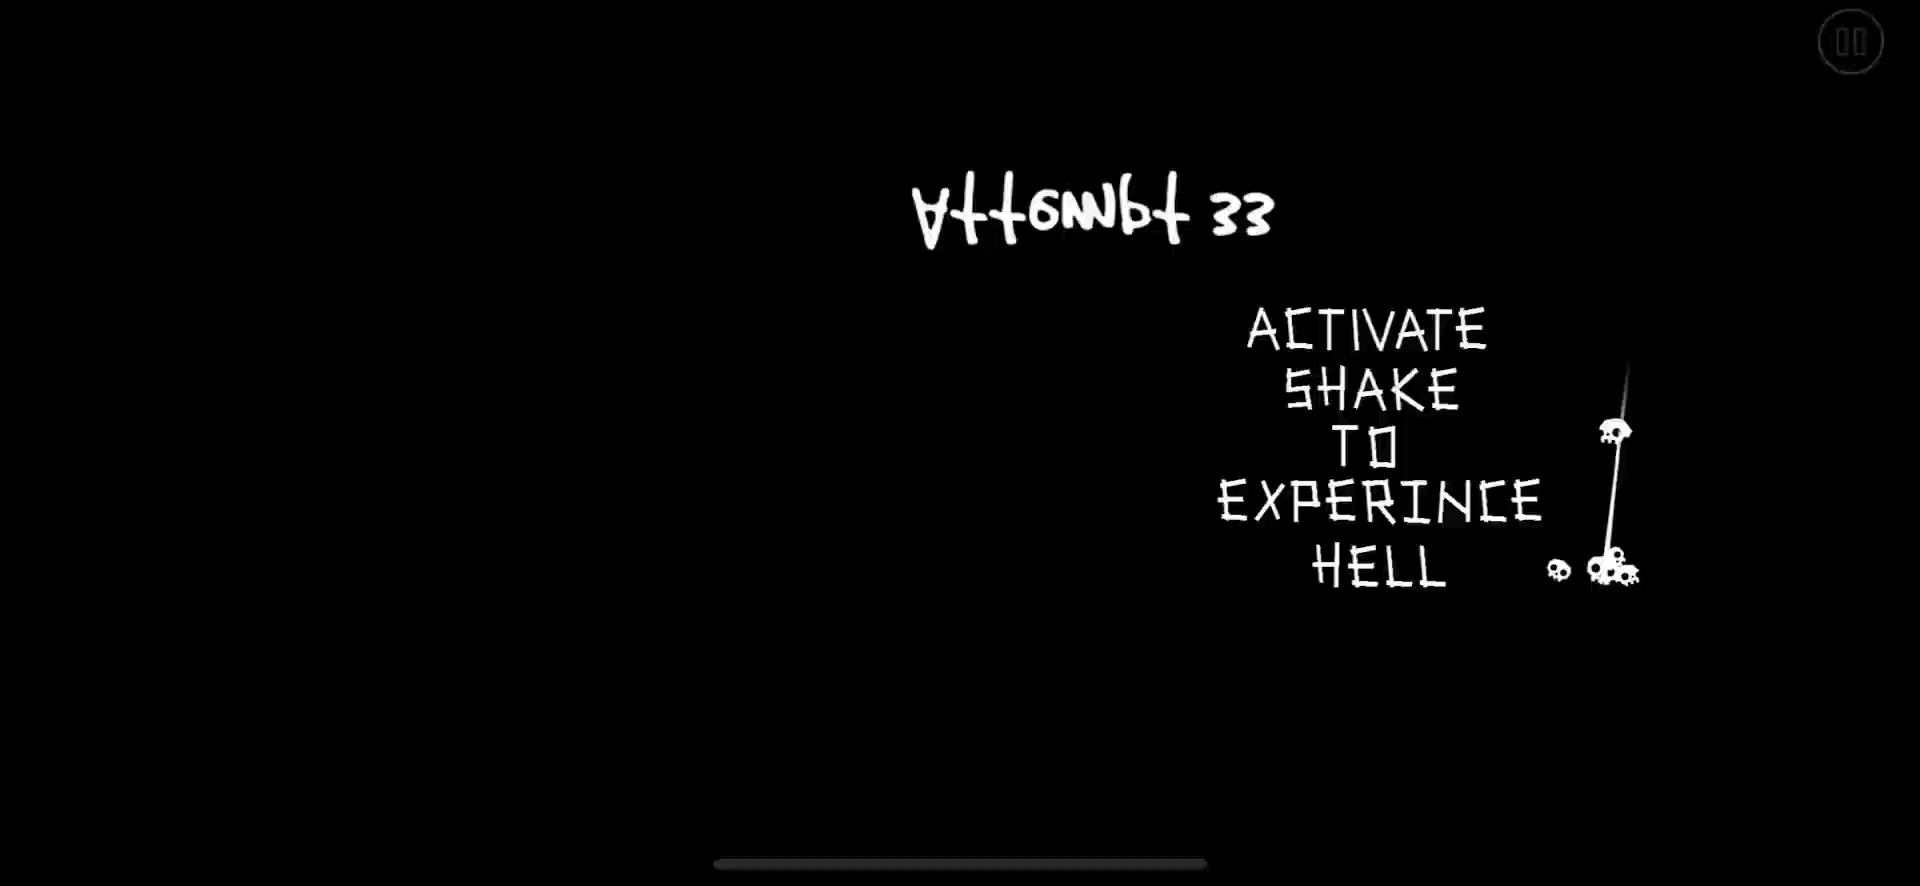 Attempt 33
ACTIVATE
SHAKE
TO
EXPERINCE
HELL